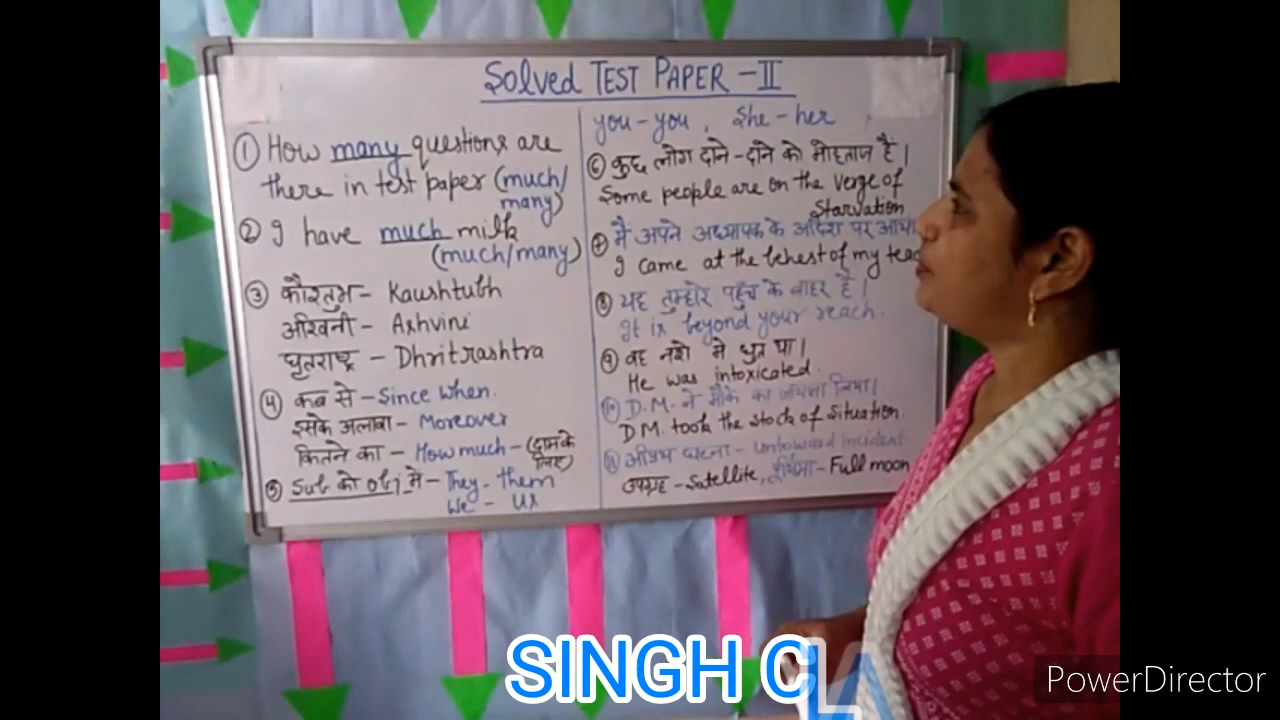 Solved TEST PAPER - II
① How many questions are
there in test paper (much/
many)
② I have much milk
(much/many)
③ कौस्तुभ - Kaushtubh
अश्विनी - Ashvini
धृतराष्ट्र - Dhritrashtra
④ कब से - Since when.
इसके अलावा - Moreover
कितने का - How much - (दाम के
लिए)
⑤ Sub को obj में - They - them
We - us
you - you, She - her
⑥ कुछ लोग दाने-दाने को मोहताज हैं।
Some people are on the verge of
Starvation
⑦ मैं अपने अध्यापक के आदेश पर आया
I came at the behest of my
⑧ यह तुम्हारे पहुँच के बाहर है।
It is beyond your reach.
⑨ वह नशे में धुत्त था।
He was intoxicated.
⑩ D.M. ने मौके का जायजा लिया।
D.M. took the stock of situation.
⑪ अप्रिय घटना - untoward incident
उपग्रह - Satellite, पूर्णिमा - Full moon
SINGH CLA
PowerDirector